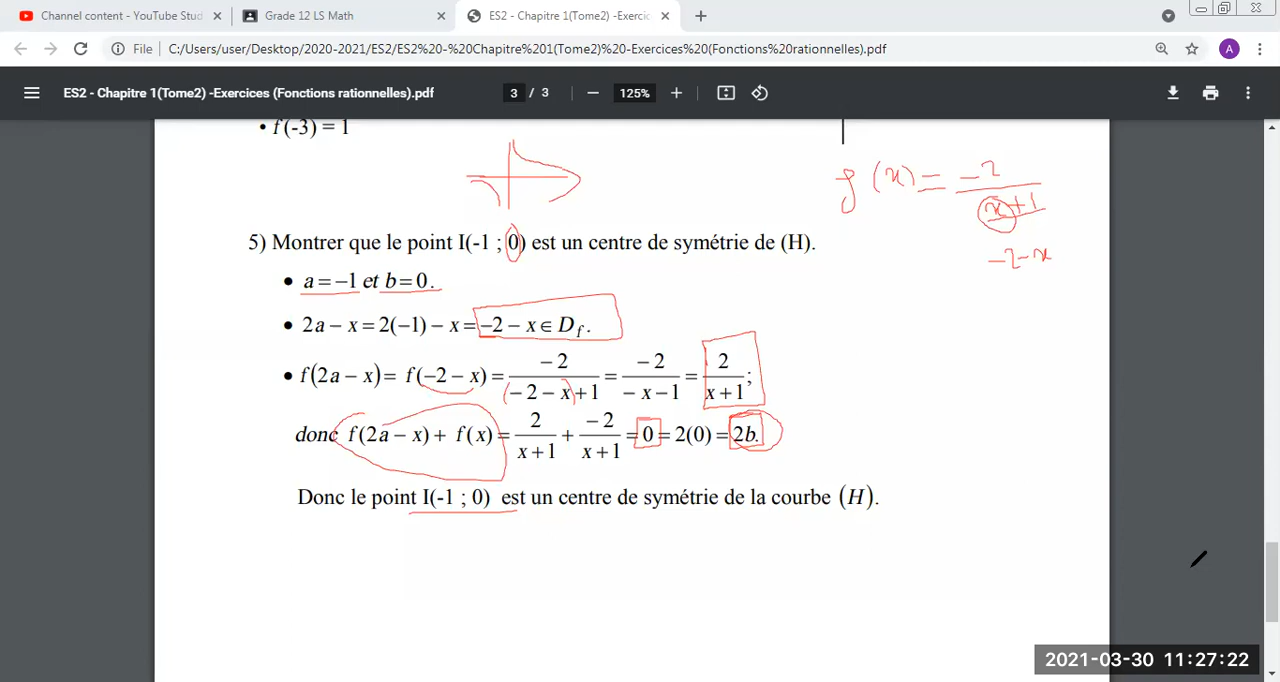 Channel content - YouTube Stud
Grade 12 LS Math
ES2 - Chapitre 1(Tome2) -Exercic
File C:/Users/user/Desktop/2020-2021/ES2/ES2%20-%20Chapitre%201(Tome2)%20-Exercices%20(Fonctions%20rationnelles).pdf A
ES2 - Chapitre 1(Tome2) -Exercices (Fonctions rationnelles).pdf 3 / 3 — 125% +
• f(-3) = 1
f(x) = -2/(x+1)
-2-x
5) Montrer que le point I(-1 ; 0) est un centre de symétrie de (H).
• a = −1 et b = 0.
• 2a − x = 2(−1) − x = −2 − x ∈ D_f.
• f(2a − x) = f(−2 − x) = −2/(−2 − x + 1) = −2/(−x − 1) = 2/(x + 1);
donc f(2a − x) + f(x) = 2/(x + 1) + −2/(x + 1) = 0 = 2(0) = 2b.
Donc le point I(-1 ; 0) est un centre de symétrie de la courbe (H).
2021-03-30 11:27:22